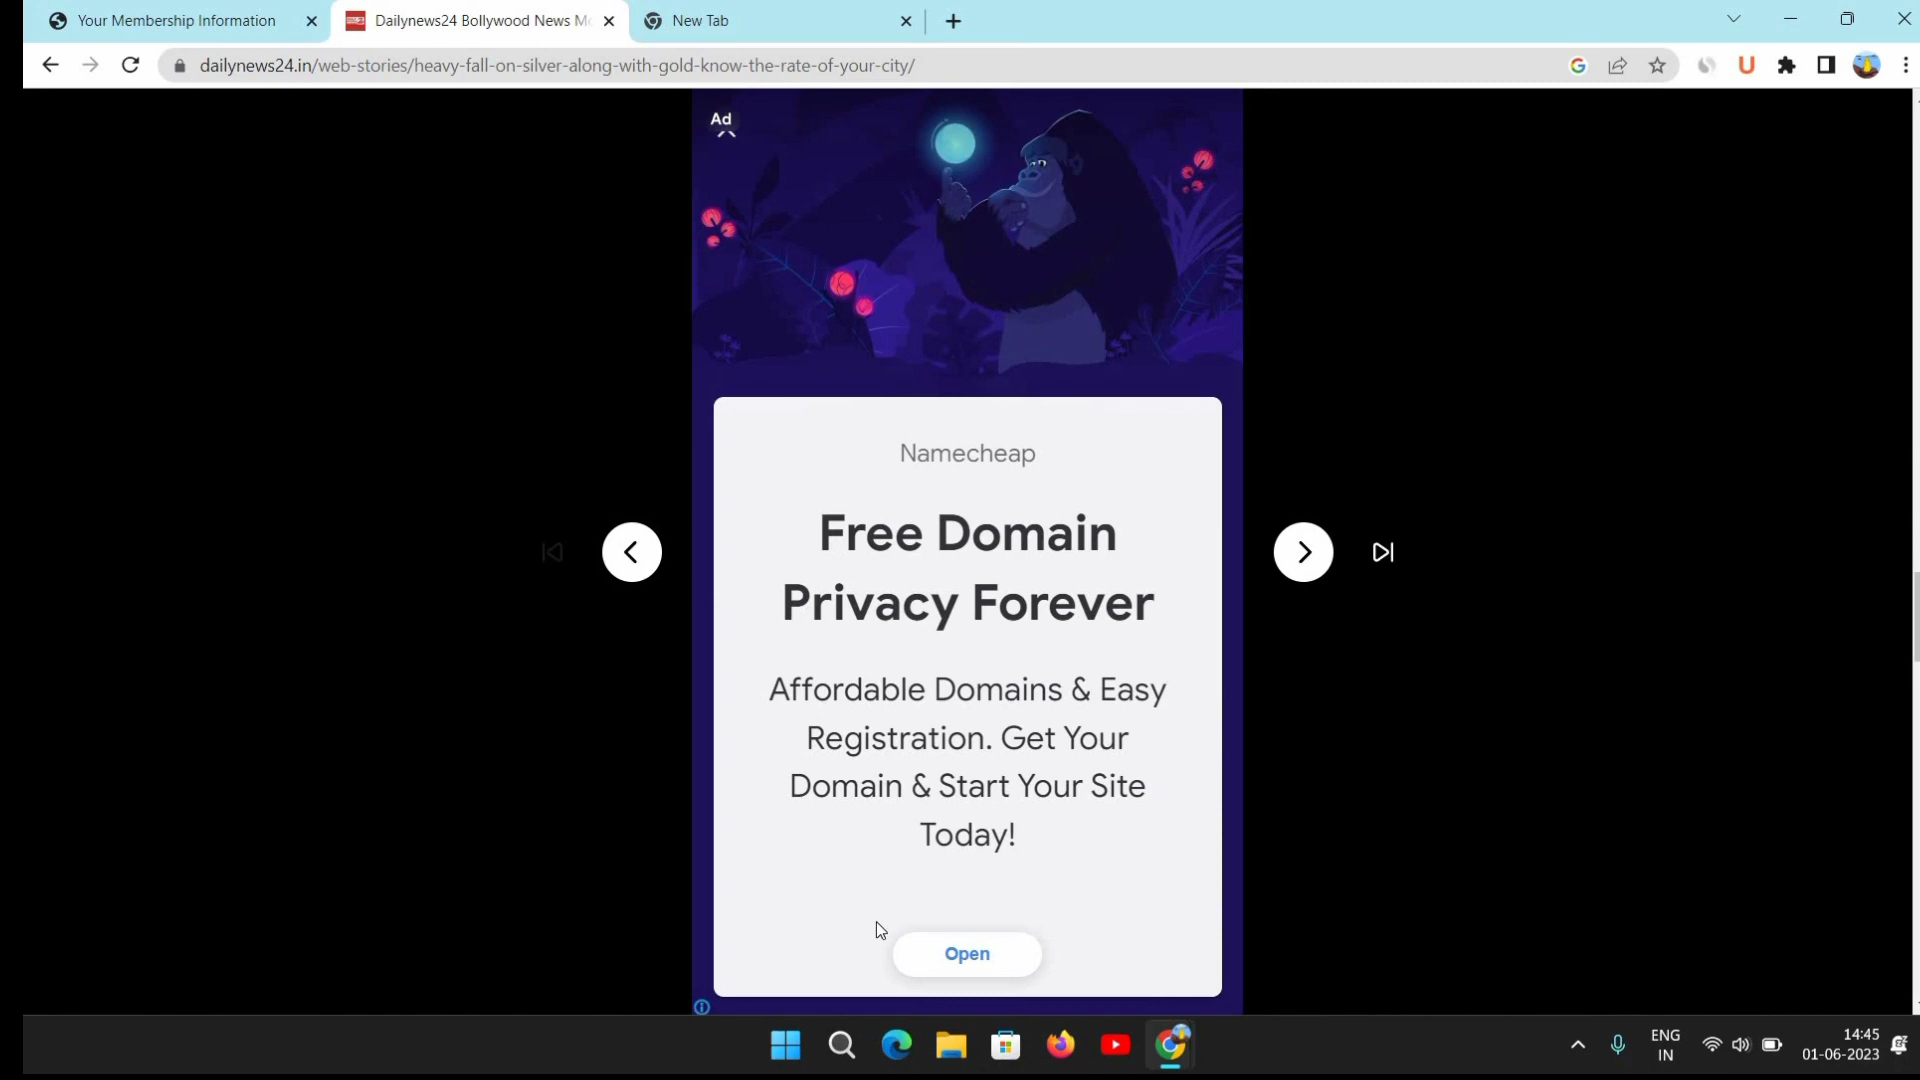 Your Membership Information
Dailynews24 Bollywood News Mo
New Tab
dailynews24.in/web-stories/heavy-fall-on-silver-along-with-gold-know-the-rate-of-your-city/
Ad
Namecheap
Free Domain
Privacy Forever
Affordable Domains & Easy
Registration. Get Your
Domain & Start Your Site
Today!
Open
ENG
IN
14:45
01-06-2023